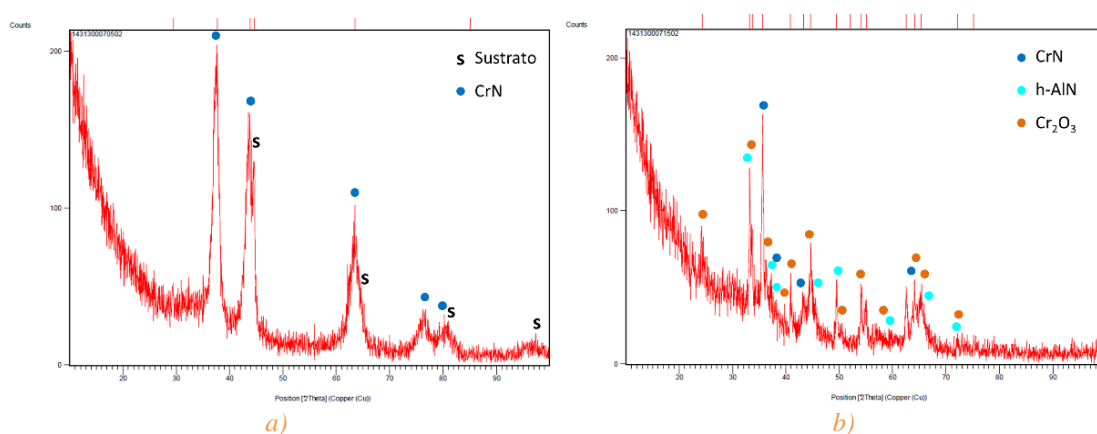 Counts
1431300070502
200
100
0
s Sustrato
CrN
s
s
s
s
20 30 40 50 60 70 80 90
Position [°2Theta] (Copper (Cu))
a)
Counts
1431300071502
200
100
0
CrN
h-AlN
Cr₂O₃
20 30 40 50 60 70 80 90
Position [°2Theta] (Copper (Cu))
b)